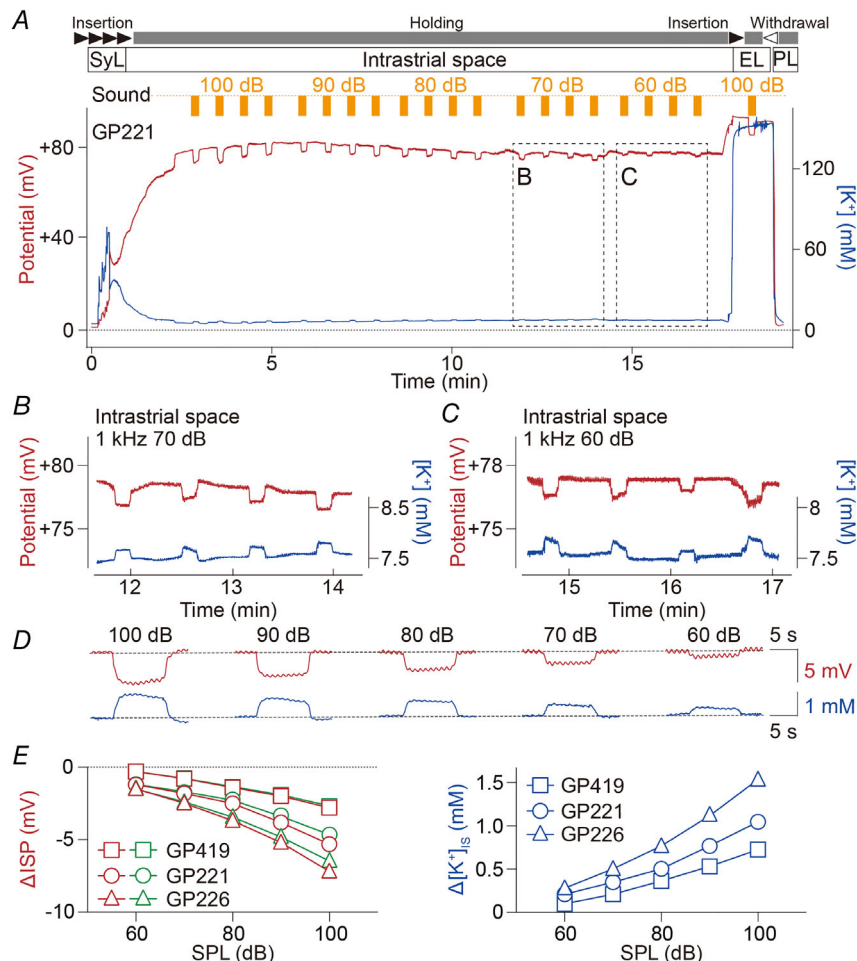 A
Insertion Holding Insertion Withdrawal
SyL Intrastrial space EL PL
Sound 100 dB 90 dB 80 dB 70 dB 60 dB 100 dB
GP221
Potential (mV)
+80
+40
0
B
C
[K⁺] (mM)
120
60
0
0 5 10 15
Time (min)
B
Intrastrial space
1 kHz 70 dB
Potential (mV)
+80
+75
[K⁺] (mM)
8.5
7.5
12 13 14
Time (min)
C
Intrastrial space
1 kHz 60 dB
Potential (mV)
+78
+75
[K⁺] (mM)
8
7.5
15 16 17
Time (min)
D
100 dB 90 dB 80 dB 70 dB 60 dB 5 s
5 mV
1 mM
5 s
E
ΔISP (mV)
0
-5
-10
GP419
GP221
GP226
60 80 100
SPL (dB)
Δ[K⁺]IS (mM)
1.5
1.0
0.5
0
GP419
GP221
GP226
60 70 80 90 100
SPL (dB)